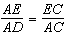 AE/AD = EC/AC